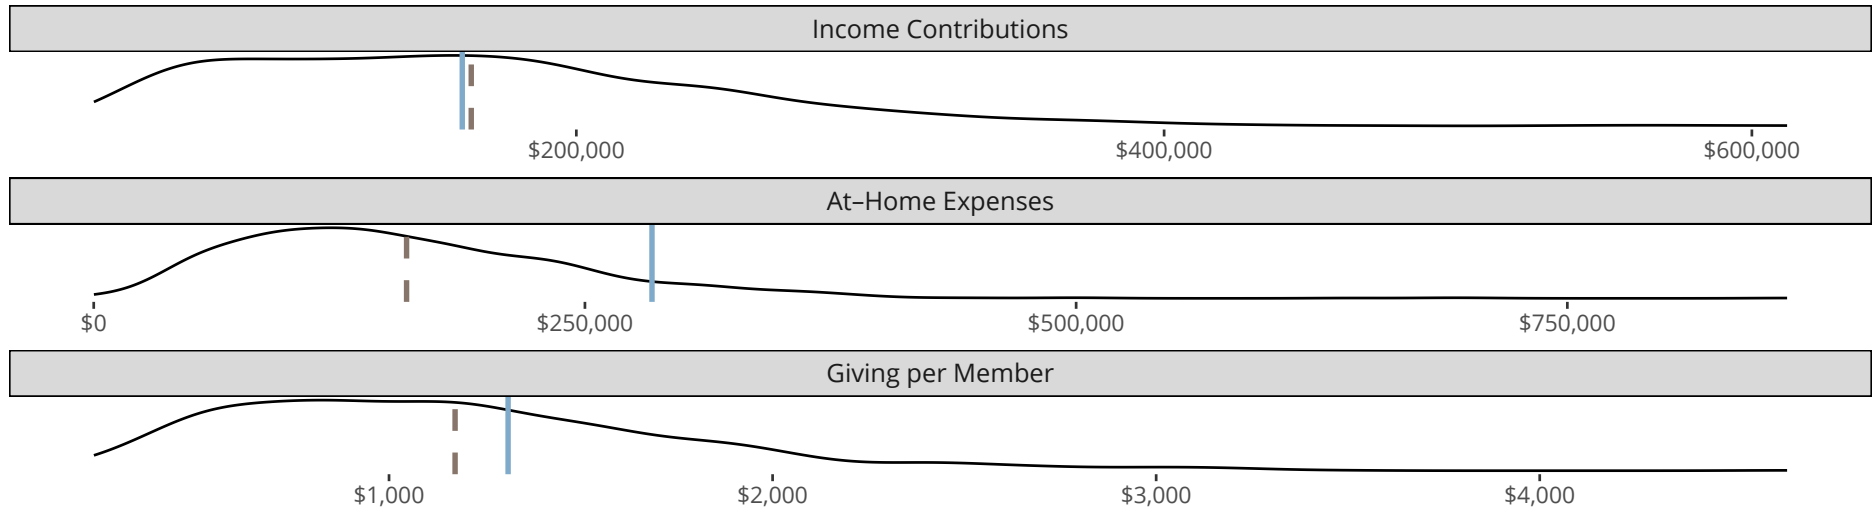 Income Contributions
$200,000 $400,000 $600,000
At–Home Expenses
$0 $250,000 $500,000 $750,000
Giving per Member
$1,000 $2,000 $3,000 $4,000